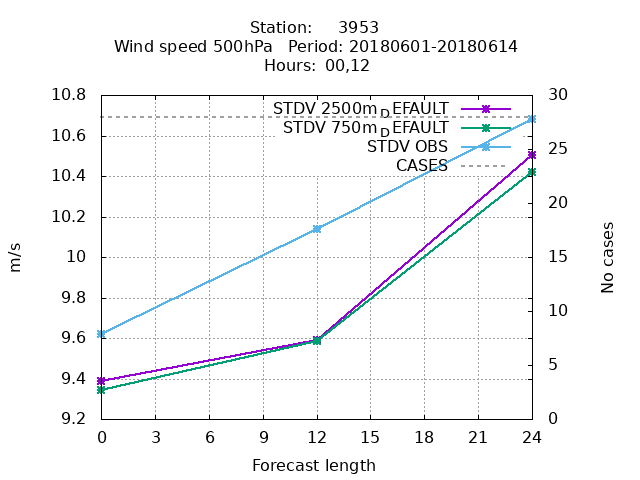 Station: 3953
Wind speed 500hPa Period: 20180601-20180614
Hours: 00,12
10.8
10.6
10.4
10.2
10
9.8
9.6
9.4
9.2
m/s
STDV 2500m_DEFAULT
STDV 750m_DEFAULT
STDV OBS
CASES
30
25
20
15
10
5
0
No cases
0 3 6 9 12 15 18 21 24
Forecast length